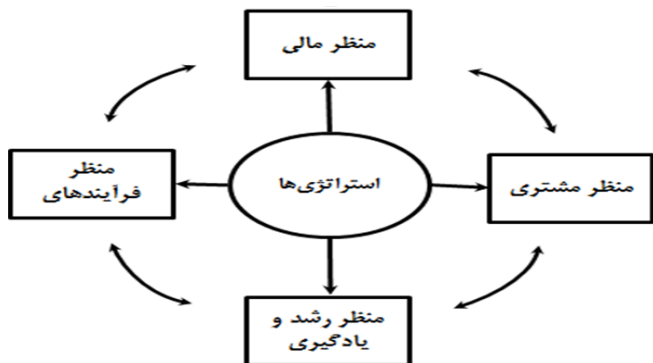 منظر مالی
منظر
فرآیندهای
استراتژی‌ها
منظر مشتری
منظر رشد و
یادگیری